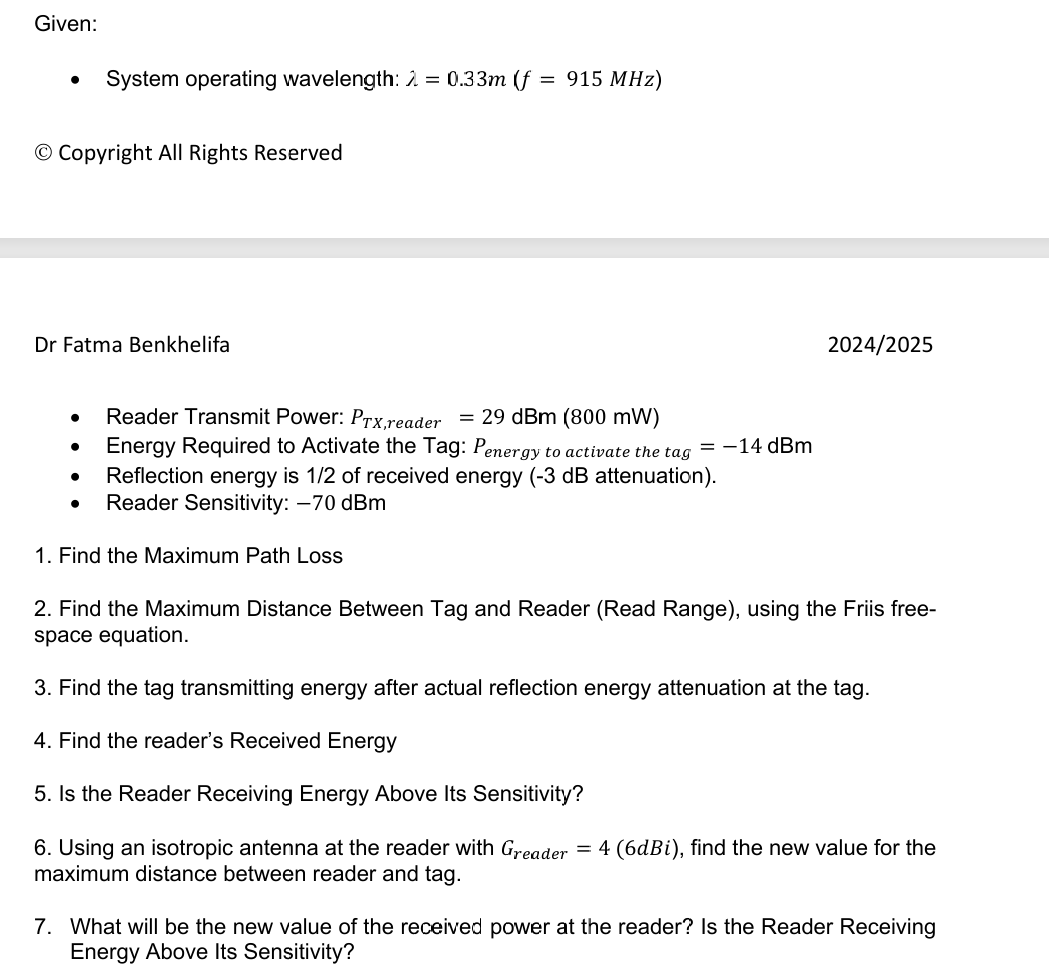 Given:
• System operating wavelength: λ = 0.33m (f = 915 MHz)
© Copyright All Rights Reserved
Dr Fatma Benkhelifa 2024/2025
• Reader Transmit Power: P_{TX,reader} = 29 dBm (800 mW)
• Energy Required to Activate the Tag: P_{energy to activate the tag} = −14 dBm
• Reflection energy is 1/2 of received energy (-3 dB attenuation).
• Reader Sensitivity: −70 dBm
1. Find the Maximum Path Loss
2. Find the Maximum Distance Between Tag and Reader (Read Range), using the Friis free-
space equation.
3. Find the tag transmitting energy after actual reflection energy attenuation at the tag.
4. Find the reader’s Received Energy
5. Is the Reader Receiving Energy Above Its Sensitivity?
6. Using an isotropic antenna at the reader with G_{reader} = 4 (6dBi), find the new value for the
maximum distance between reader and tag.
7. What will be the new value of the received power at the reader? Is the Reader Receiving
Energy Above Its Sensitivity?